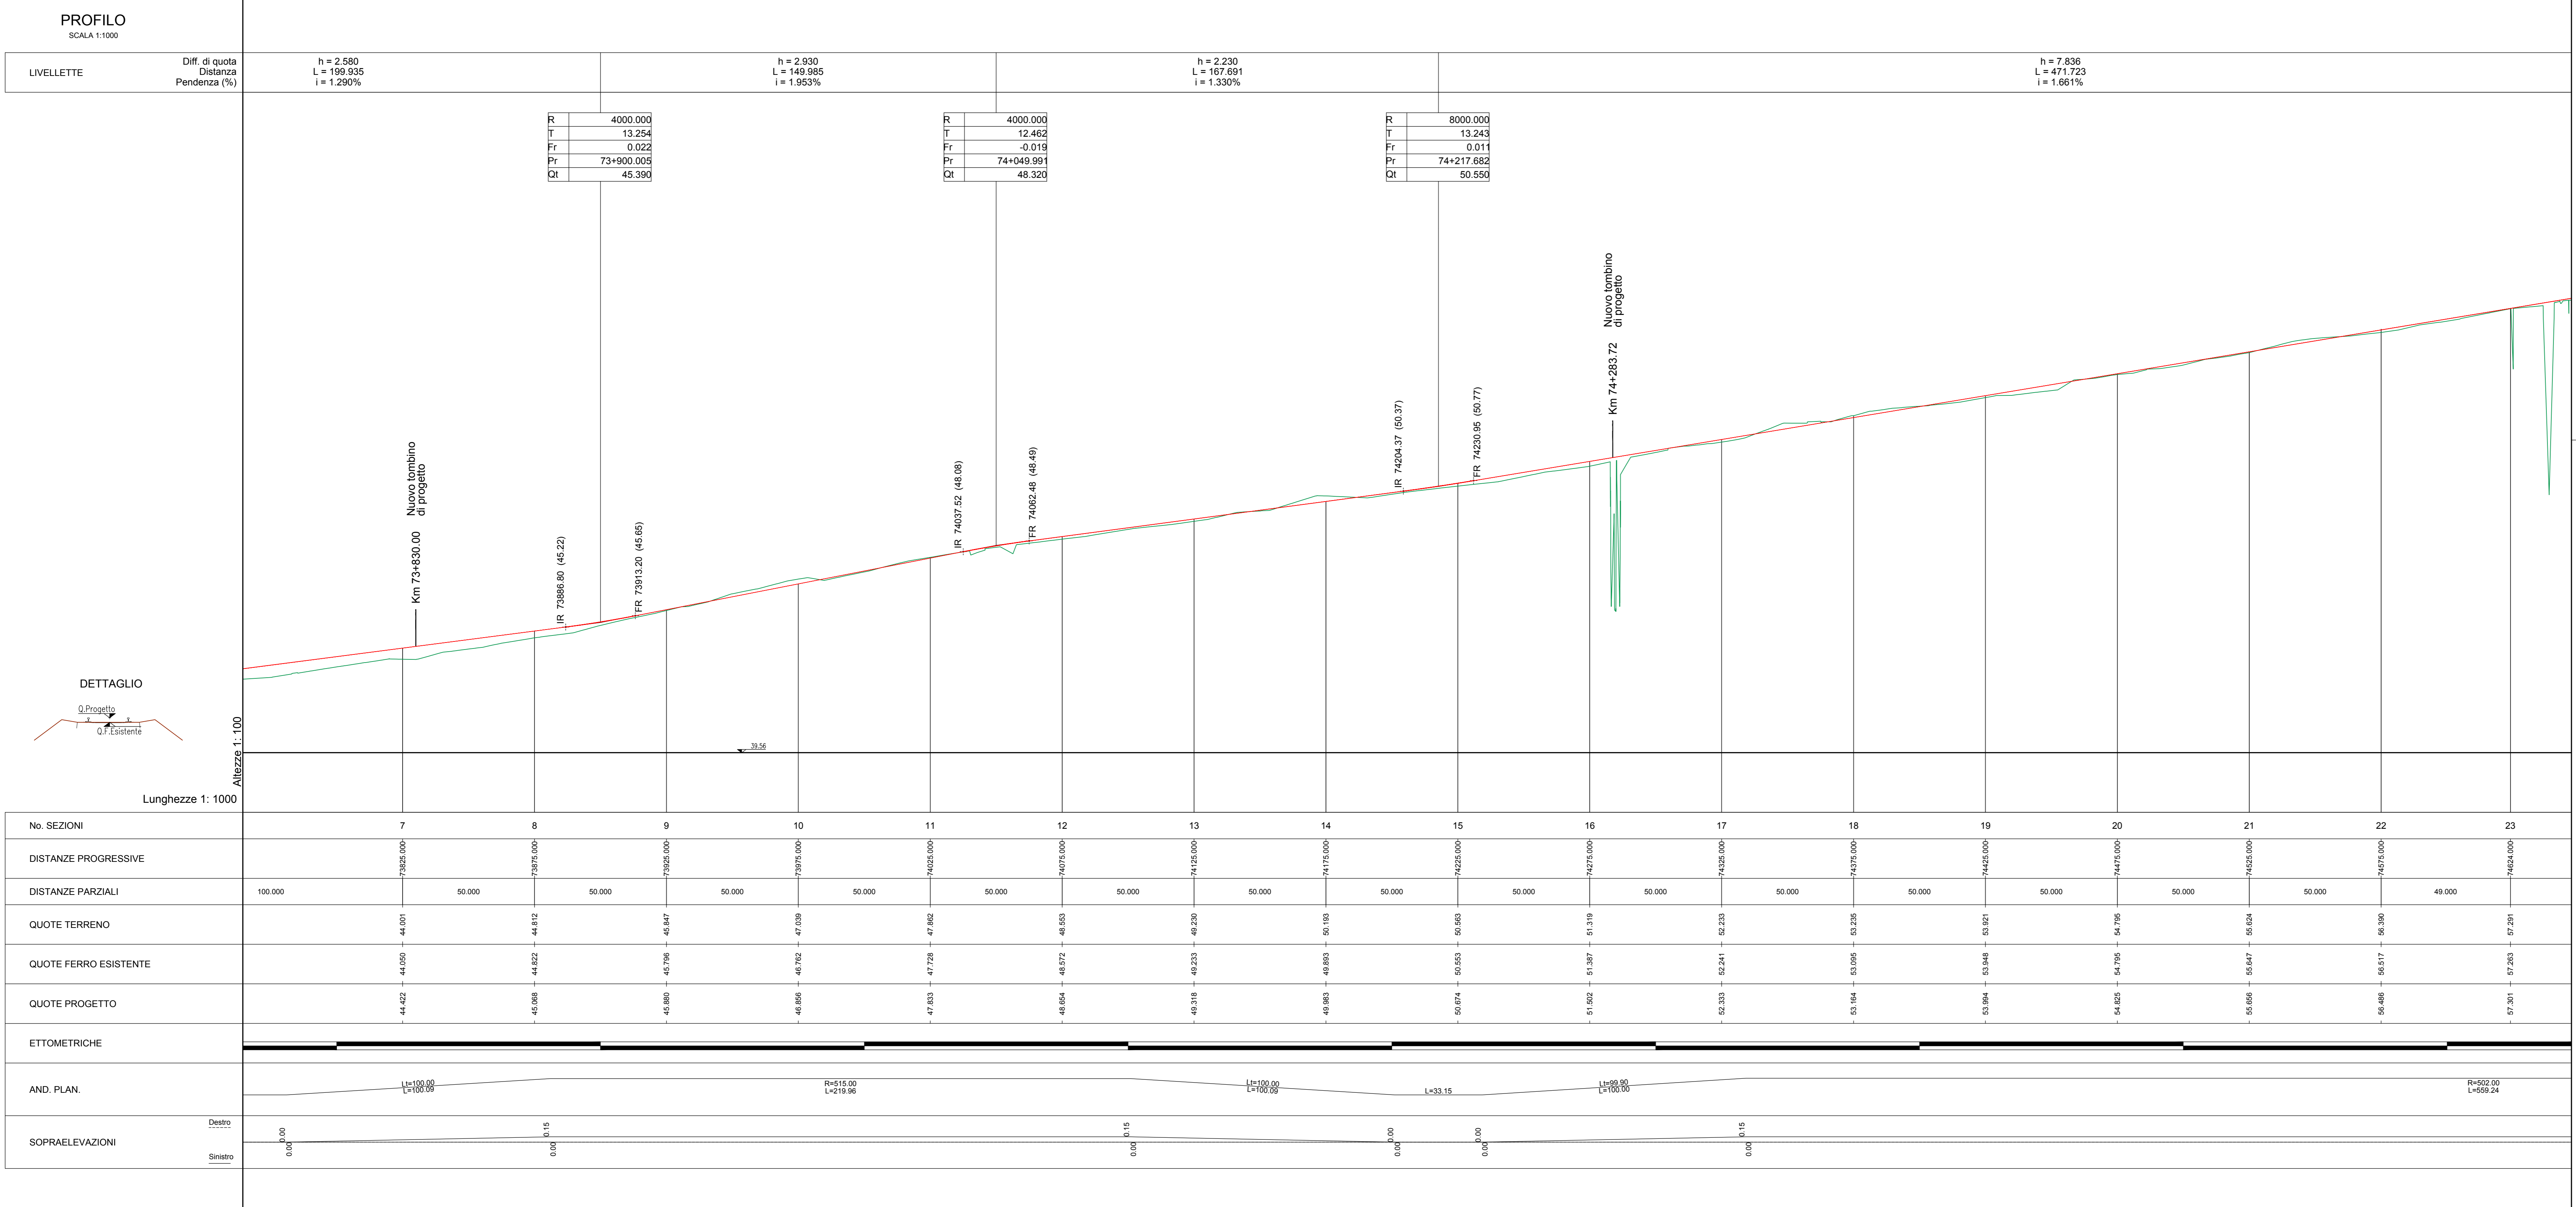 PROFILO
SCALA 1:1000
LIVELLETTE
Diff. di quota
Distanza
Pendenza (%)
h = 2.580
L = 199.935
i = 1.290%
h = 2.930
L = 149.985
i = 1.953%
h = 2.230
L = 167.691
i = 1.330%
h = 7.836
L = 471.723
i = 1.661%
R 4000.000
T 13.254
Fr 0.022
Pr 73+900.005
Qt 45.390
R 4000.000
T 12.462
Fr -0.019
Pr 74+049.991
Qt 48.320
R 8000.000
T 13.243
Fr 0.011
Pr 74+217.682
Qt 50.550
Km 73+830.00 Nuovo tombino
di progetto
IR 73886.80 (45.22)
FR 73913.20 (45.65)
IR 74037.52 (48.08)
FR 74062.48 (48.49)
IR 74204.37 (50.37)
FR 74230.95 (50.77)
Km 74+283.72 Nuovo tombino
di progetto
DETTAGLIO
Q.Progetto
Q.F.Esistente
39.56
Altezze 1: 100
Lunghezze 1: 1000
No. SEZIONI 7 8 9 10 11 12 13 14 15 16 17 18 19 20 21 22 23
DISTANZE PROGRESSIVE 73825.000 73875.000 73925.000 73975.000 74025.000 74075.000 74125.000 74175.000 74225.000 74275.000 74325.000 74375.000 74425.000 74475.000 74525.000 74575.000 74624.000
DISTANZE PARZIALI 100.000 50.000 50.000 50.000 50.000 50.000 50.000 50.000 50.000 50.000 50.000 50.000 50.000 50.000 50.000 50.000 49.000
QUOTE TERRENO 44.001 44.812 45.847 47.039 47.862 48.553 49.230 50.193 50.563 51.319 52.233 53.235 53.921 54.795 55.624 56.390 57.291
QUOTE FERRO ESISTENTE 44.050 44.822 45.796 46.762 47.728 48.572 49.233 49.893 50.553 51.387 52.241 53.095 53.948 54.795 55.647 56.517 57.263
QUOTE PROGETTO 44.422 45.068 45.880 46.856 47.833 48.654 49.318 49.983 50.674 51.502 52.333 53.164 53.994 54.825 55.656 56.486 57.301
ETTOMETRICHE
AND. PLAN.
Lt=100.00
L=100.09
R=515.00
L=219.96
Lt=100.00
L=100.09
L=33.15
Lt=99.90
L=100.00
R=502.00
L=559.24
SOPRAELEVAZIONI
Destro
Sinistro
0.00 0.15 0.15 0.00 0.00 0.15
0.00 0.00 0.00 0.00 0.00 0.00